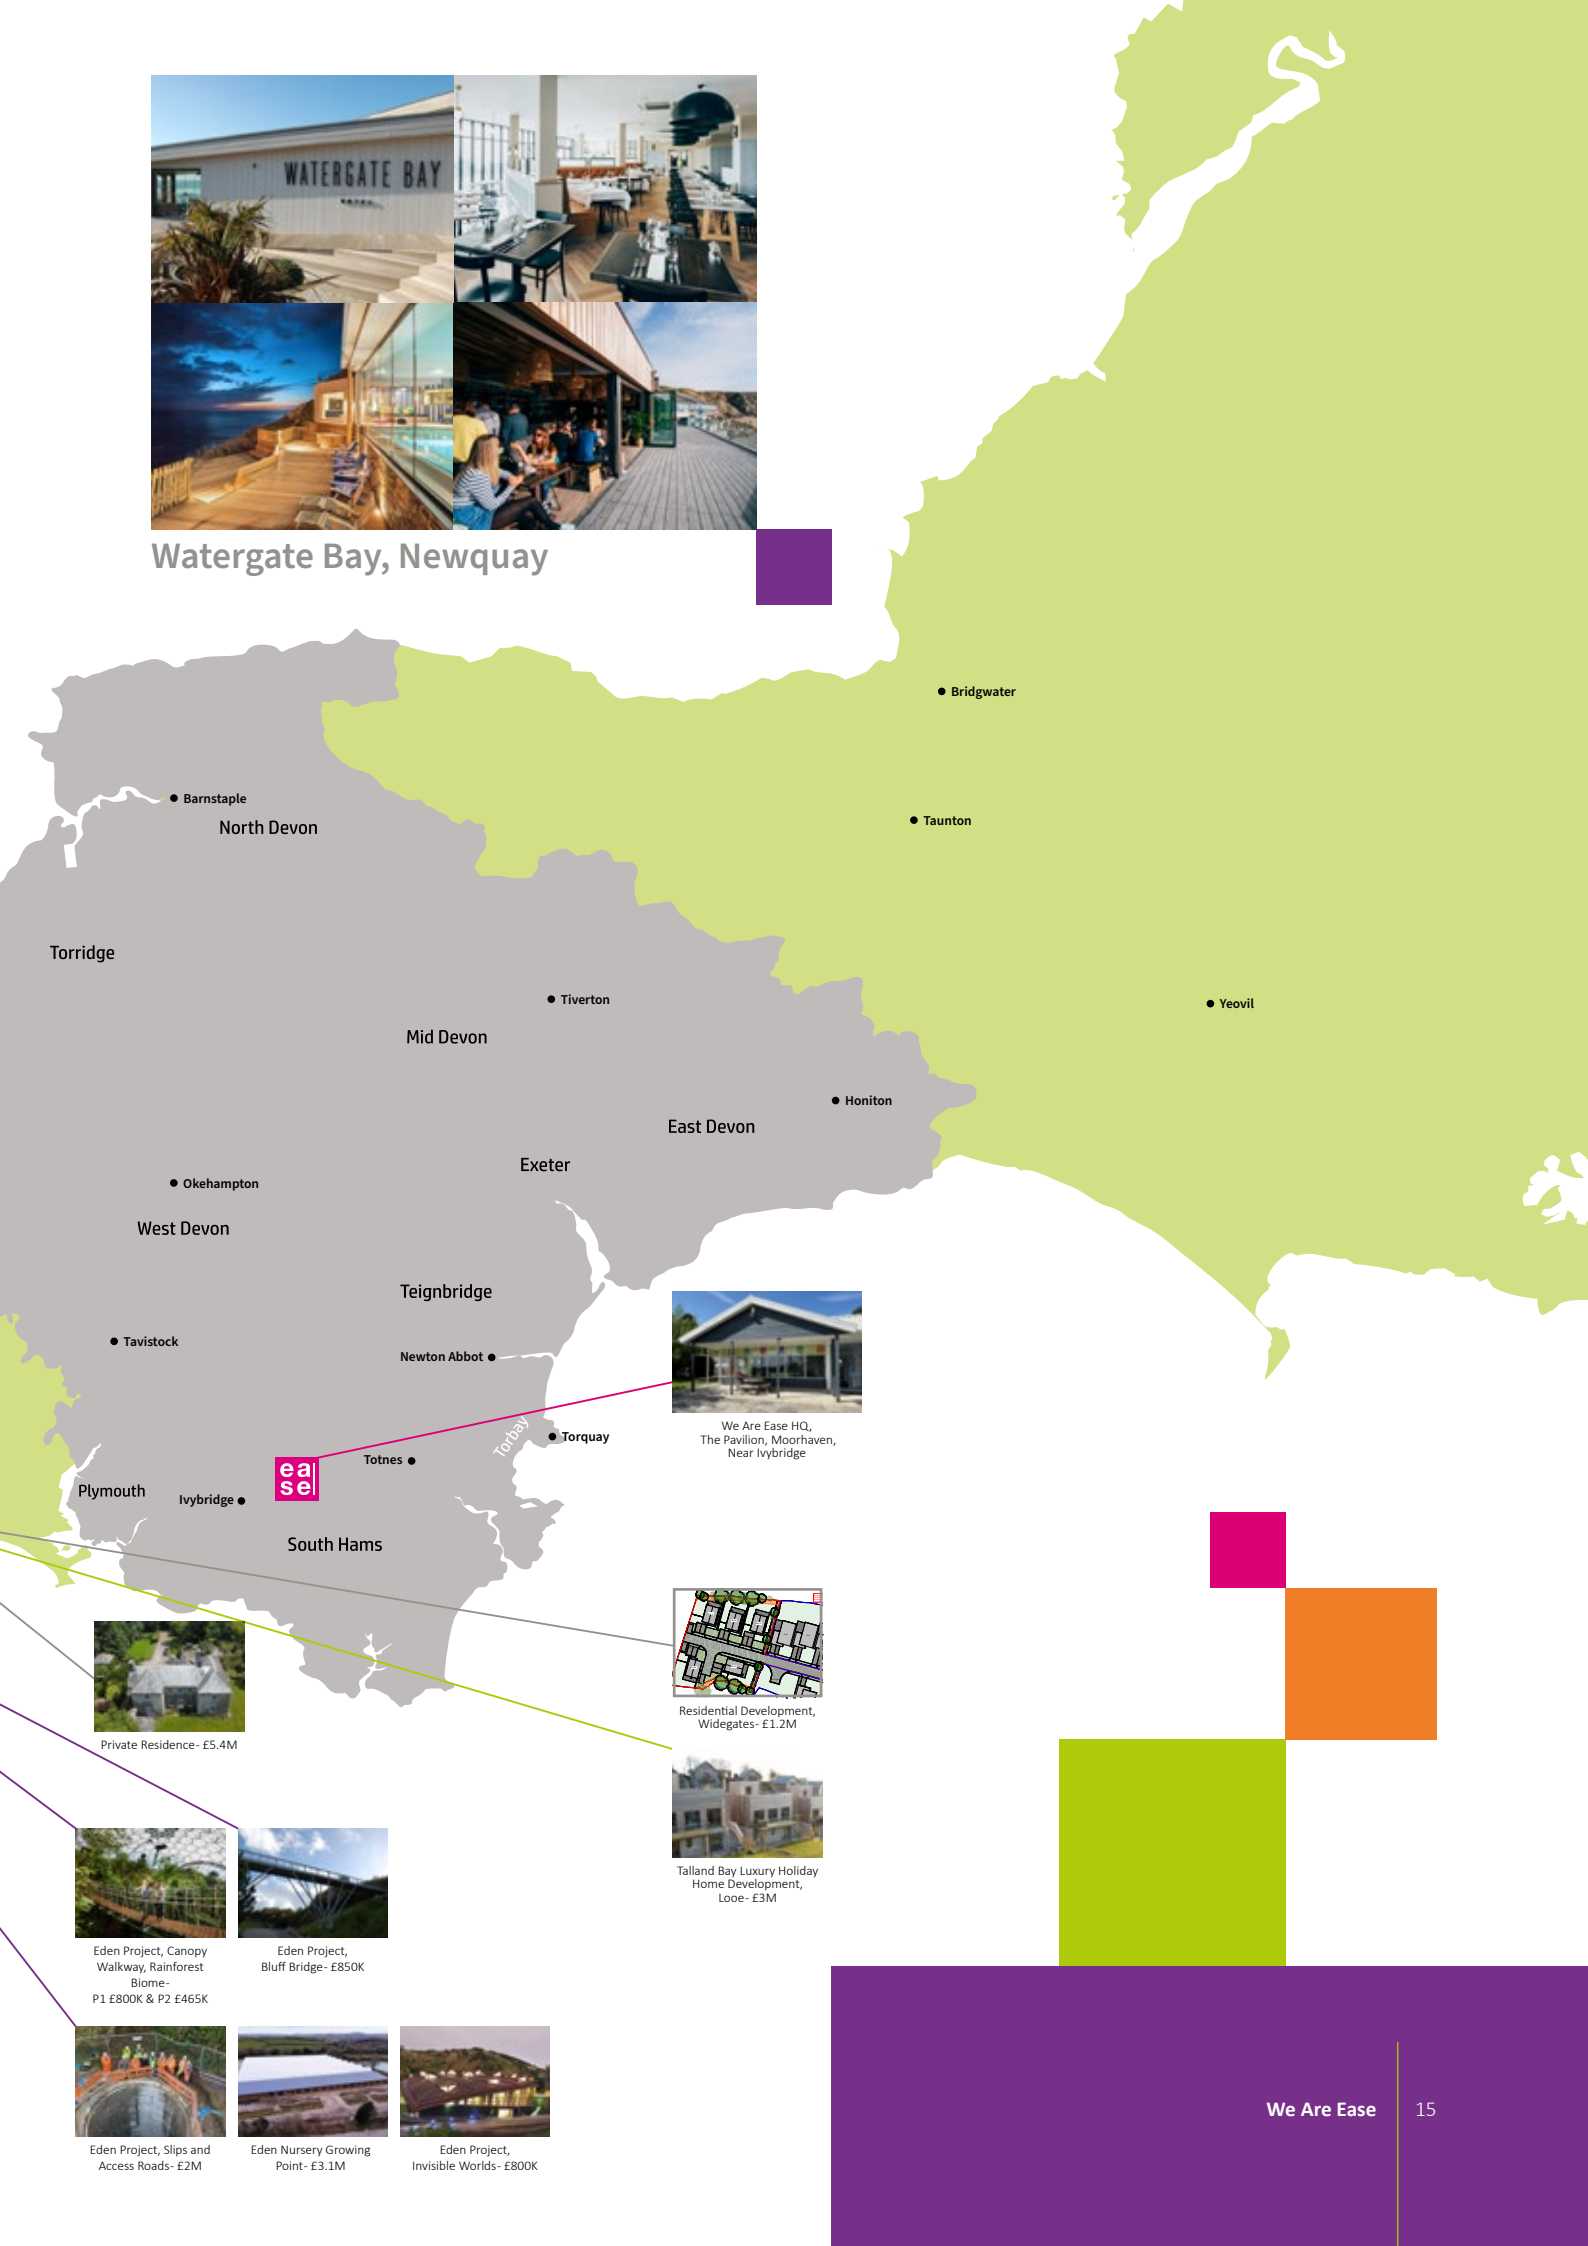 WATERGATE BAY
Watergate Bay, Newquay
Bridgwater
Barnstaple
Taunton
North Devon
Torridge
Tiverton
Yeovil
Mid Devon
Honiton
East Devon
Exeter
Okehampton
West Devon
Teignbridge
Tavistock
Newton Abbot
We Are Ease HQ,
The Pavilion, Moorhaven,
Near Ivybridge
Torbay
Torquay
Totnes
ea
se
Plymouth
Ivybridge
South Hams
Residential Development,
Widegates- £1.2M
Private Residence- £5.4M
Talland Bay Luxury Holiday
Home Development,
Looe- £3M
Eden Project, Canopy
Walkway, Rainforest
Biome-
P1 £800K & P2 £465K
Eden Project,
Bluff Bridge- £850K
Eden Project, Slips and
Access Roads- £2M
Eden Nursery Growing
Point- £3.1M
Eden Project,
Invisible Worlds- £800K
We Are Ease
15